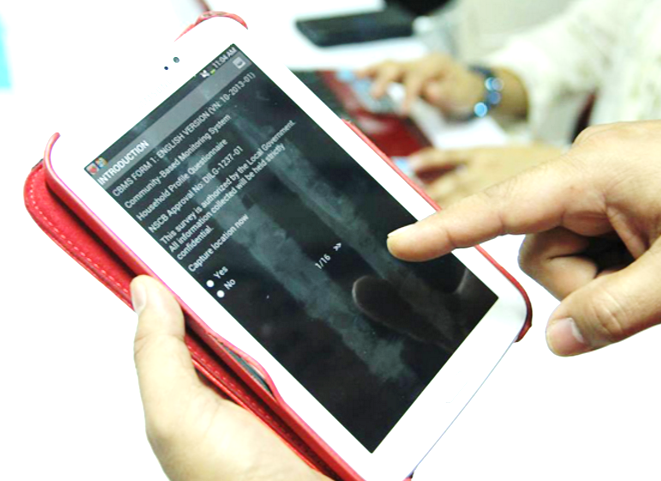 11:04 AM
INTRODUCTION
CBMS FORM 1: ENGLISH VERSION (VN: 10-2013-01)
Community-Based Monitoring System
Household Profile Questionnaire
NSCB Approval No: DILG-1237-01
This survey is authorized by the Local Government.
All information collected will be held strictly
confidential.
Capture location now
Yes
No
1/16 >>